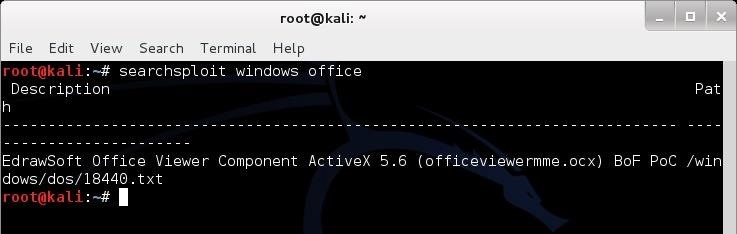 root@kali: ~
File Edit View Search Terminal Help
root@kali:~# searchsploit windows office
Description Pat
h
--------------------------------------------------------------------------- ----
---------------------
EdrawSoft Office Viewer Component ActiveX 5.6 (officeviewermme.ocx) BoF PoC /win
dows/dos/18440.txt
root@kali:~#